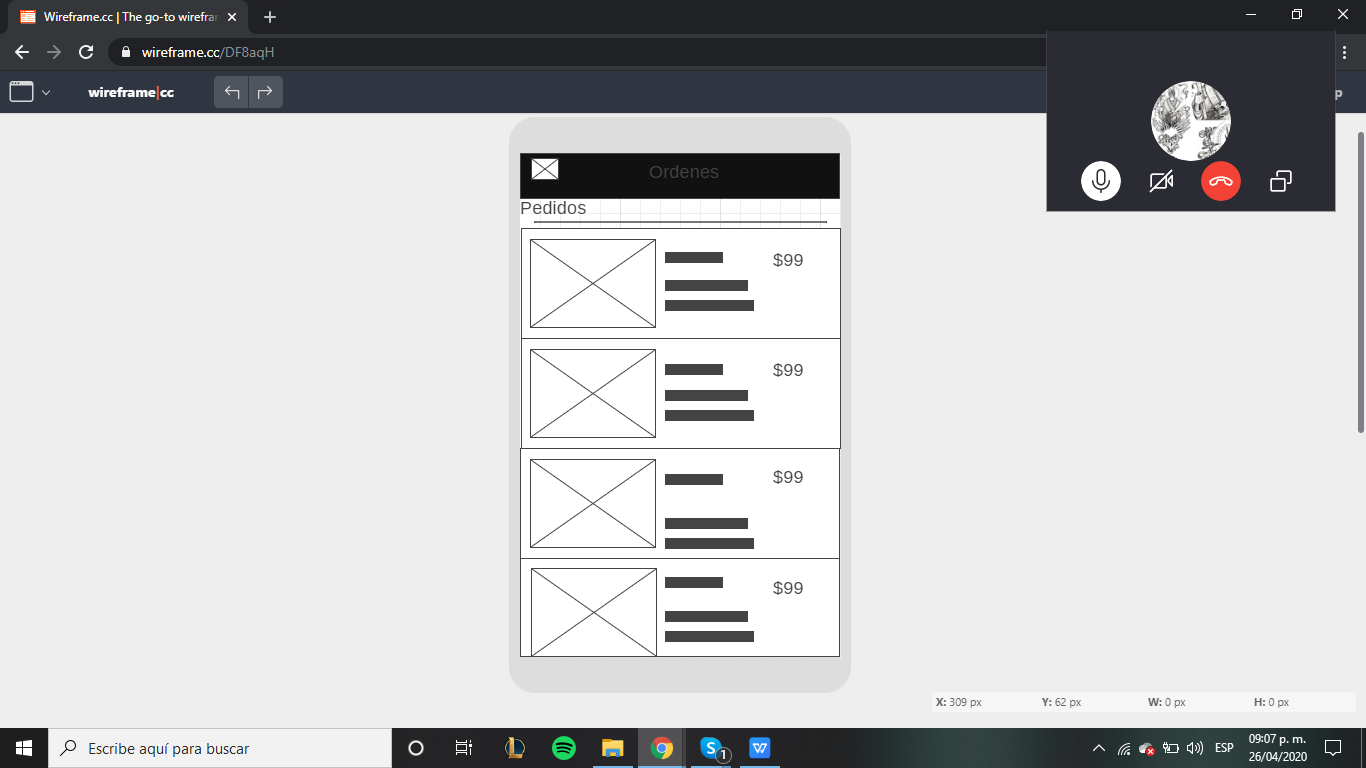 Wireframe.cc | The go-to wirefra
wireframe.cc/DF8aqH
wireframe|cc
p
Ordenes
Pedidos
$99
$99
$99
$99
X: 309 px Y: 62 px W: 0 px H: 0 px
Escribe aquí para buscar
1
ESP
09:07 p. m.
26/04/2020